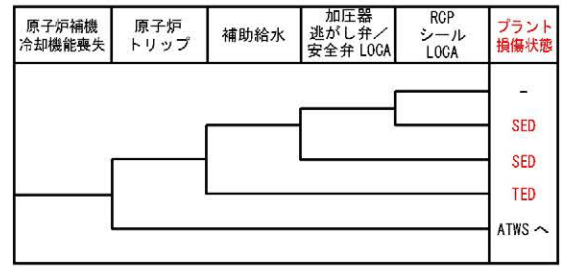 原子炉補機
冷却機能喪失
原子炉
トリップ
補助給水
加圧器
逃がし弁／
安全弁 LOCA
RCP
シール
LOCA
プラント
損傷状態
－
SED
SED
TED
ATWS へ